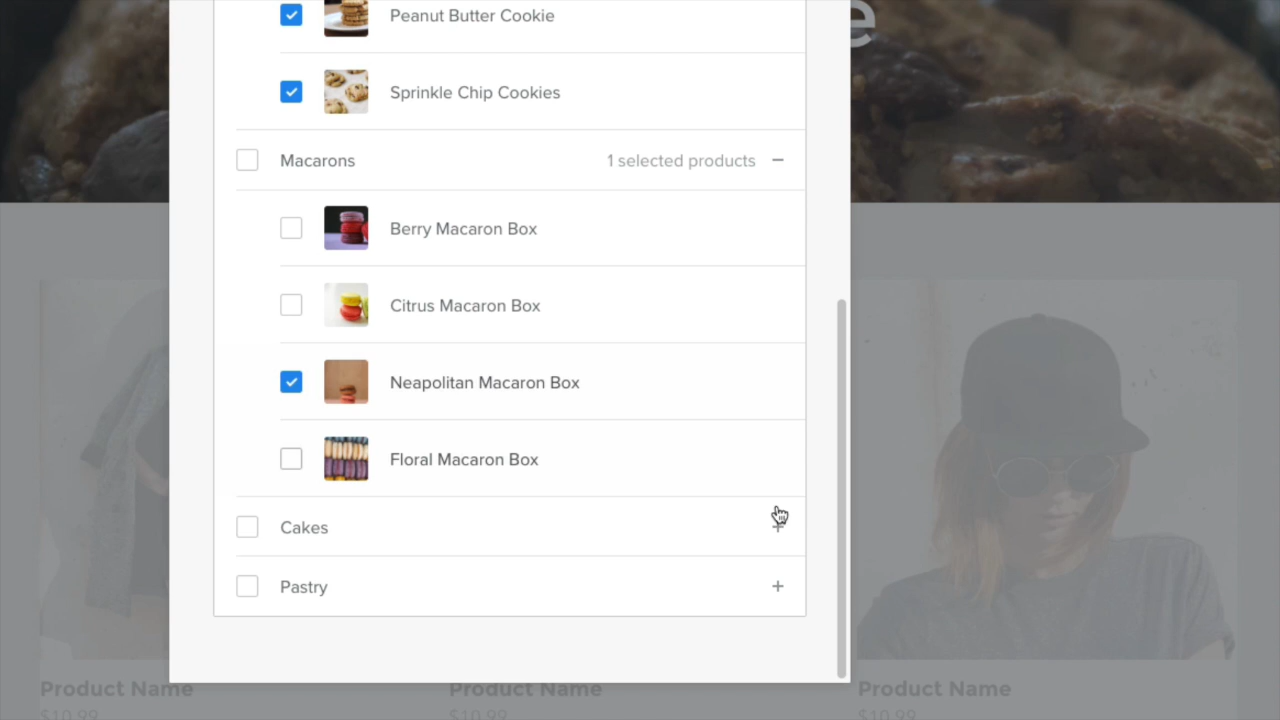 e
Peanut Butter Cookie
Sprinkle Chip Cookies
Macarons 1 selected products −
Berry Macaron Box
Citrus Macaron Box
Neapolitan Macaron Box
Floral Macaron Box
Cakes +
Pastry +
Product Name Product Name Product Name
$10.99 $10.99 $10.99